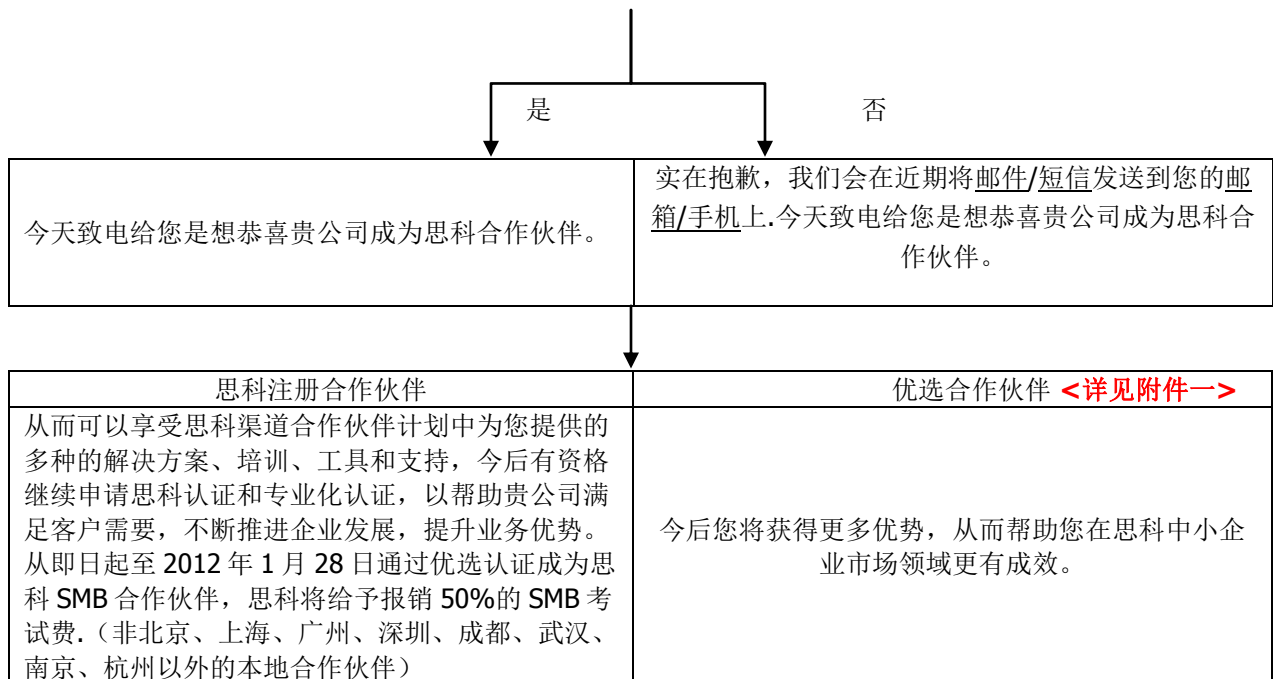 是
否
今天致电给您是想恭喜贵公司成为思科合作伙伴。
实在抱歉，我们会在近期将邮件/短信发送到您的邮
箱/手机上.今天致电给您是想恭喜贵公司成为思科合
作伙伴。
思科注册合作伙伴
优选合作伙伴 <详见附件一>
从而可以享受思科渠道合作伙伴计划中为您提供的
多种的解决方案、培训、工具和支持，今后有资格
继续申请思科认证和专业化认证，以帮助贵公司满
足客户需要，不断推进企业发展，提升业务优势。
从即日起至 2012 年 1 月 28 日通过优选认证成为思
科 SMB 合作伙伴，思科将给予报销 50%的 SMB 考
试费.（非北京、上海、广州、深圳、成都、武汉、
南京、杭州以外的本地合作伙伴）
今后您将获得更多优势，从而帮助您在思科中小企
业市场领域更有成效。